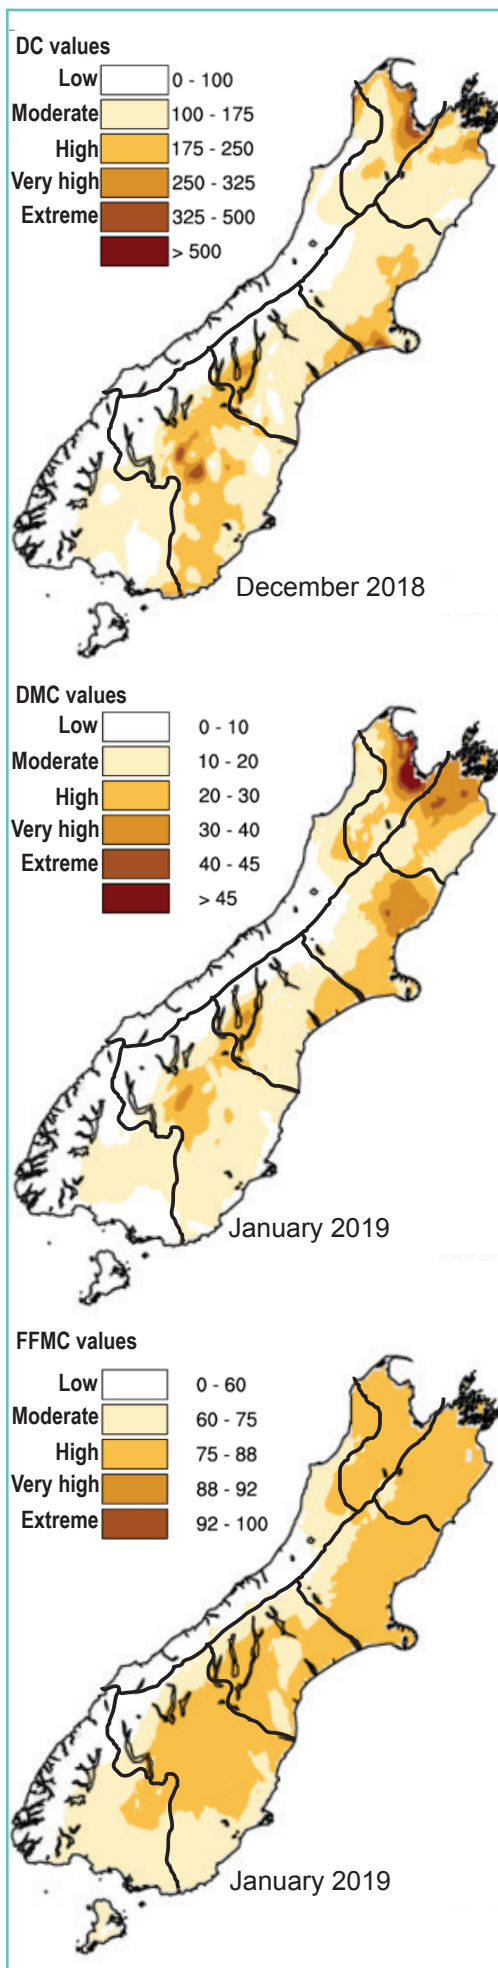 DC values
Low 0 - 100
Moderate 100 - 175
High 175 - 250
Very high 250 - 325
Extreme 325 - 500
> 500
December 2018
DMC values
Low 0 - 10
Moderate 10 - 20
High 20 - 30
Very high 30 - 40
Extreme 40 - 45
> 45
January 2019
FFMC values
Low 0 - 60
Moderate 60 - 75
High 75 - 88
Very high 88 - 92
Extreme 92 - 100
January 2019